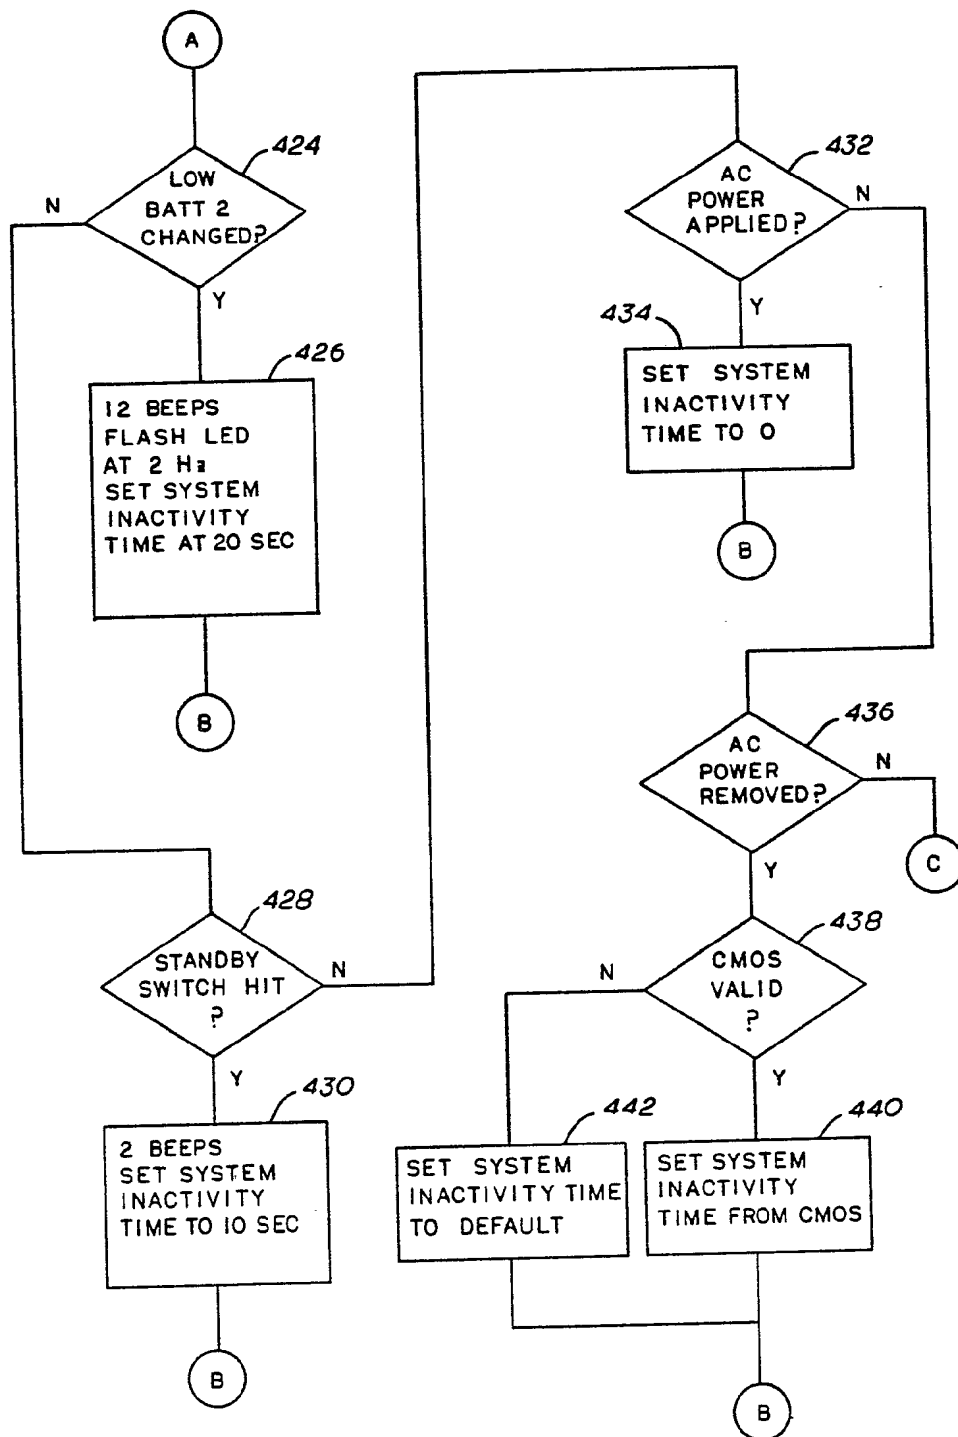 A
424
LOW
BATT 2
CHANGED?
N
Y
426
12 BEEPS
FLASH LED
AT 2 Hz
SET SYSTEM
INACTIVITY
TIME AT 20 SEC
B
428
STANDBY
SWITCH HIT
?
N
Y
430
2 BEEPS
SET SYSTEM
INACTIVITY
TIME TO 10 SEC
B
432
AC
POWER
APPLIED?
N
Y
434
SET SYSTEM
INACTIVITY
TIME TO 0
B
436
AC
POWER
REMOVED?
N
C
Y
438
CMOS
VALID
?
N
Y
442
SET SYSTEM
INACTIVITY TIME
TO DEFAULT
440
SET SYSTEM
INACTIVITY
TIME FROM CMOS
B